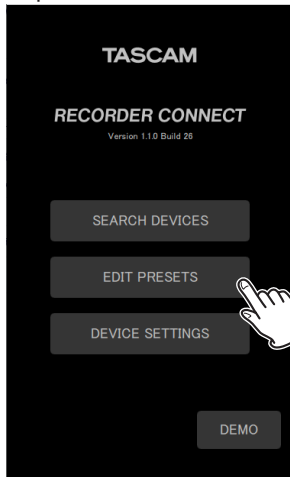 TASCAM
RECORDER CONNECT
Version 1.1.0 Build 26
SEARCH DEVICES
EDIT PRESETS
DEVICE SETTINGS
DEMO